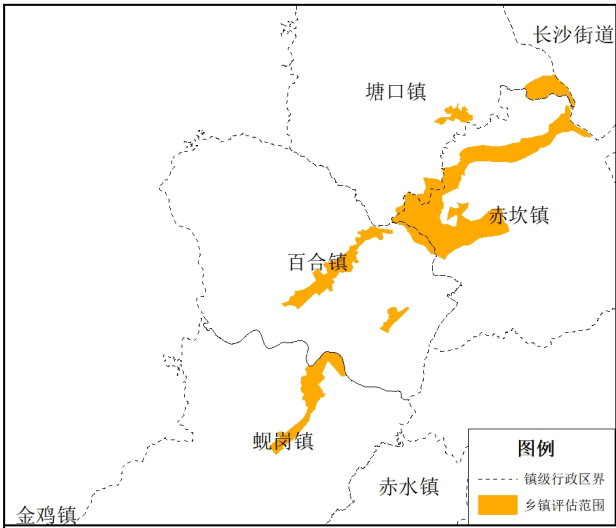 长沙街道
塘口镇
赤坎镇
百合镇
蚬岗镇
赤水镇
金鸡镇
图例
镇级行政区界
乡镇评估范围